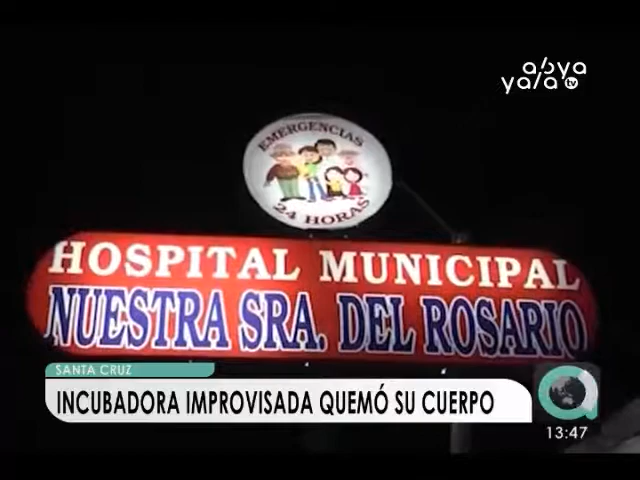 abya
yala tv
EMERGENCIAS
24 HORAS
HOSPITAL MUNICIPAL
NUESTRA SRA. DEL ROSARIO
SANTA CRUZ
INCUBADORA IMPROVISADA QUEMÓ SU CUERPO
13:47